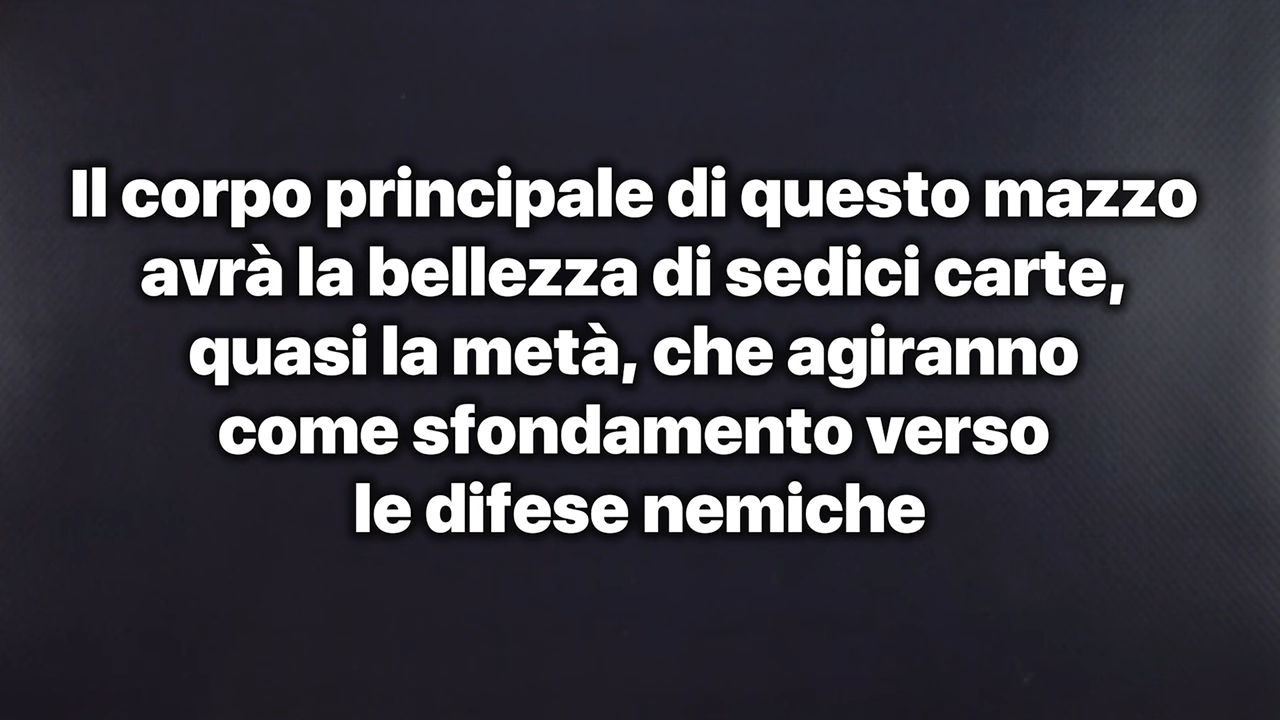 Il corpo principale di questo mazzo
avrà la bellezza di sedici carte,
quasi la metà, che agiranno
come sfondamento verso
le difese nemiche